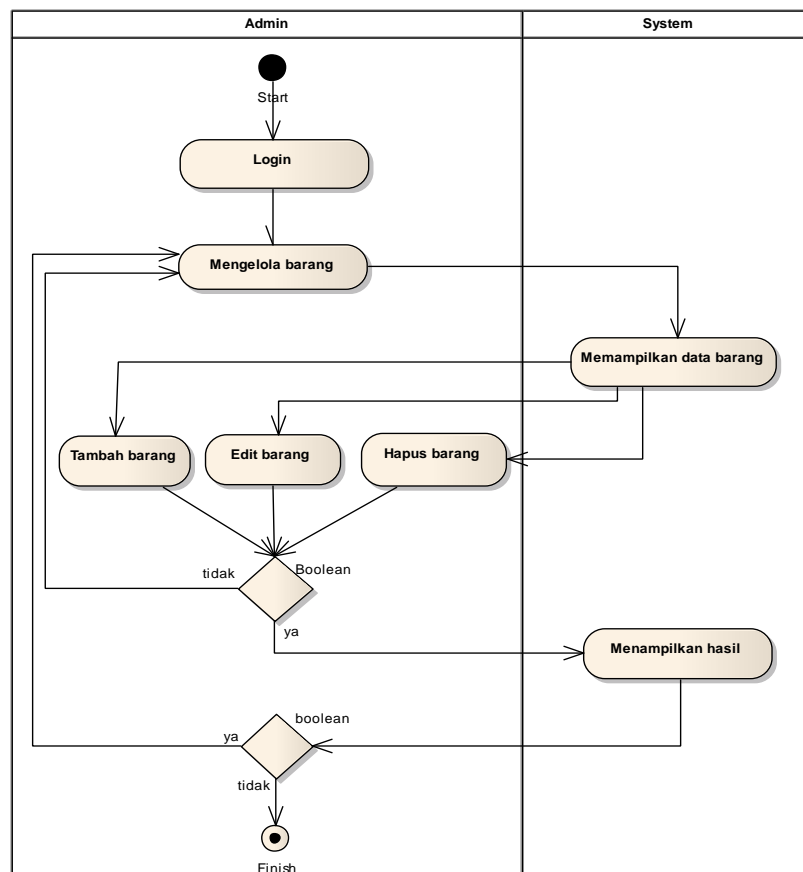 Admin
System
Start
Login
Mengelola barang
Memampilkan data barang
Tambah barang
Edit barang
Hapus barang
tidak
Boolean
ya
Menampilkan hasil
boolean
ya
tidak
Finish